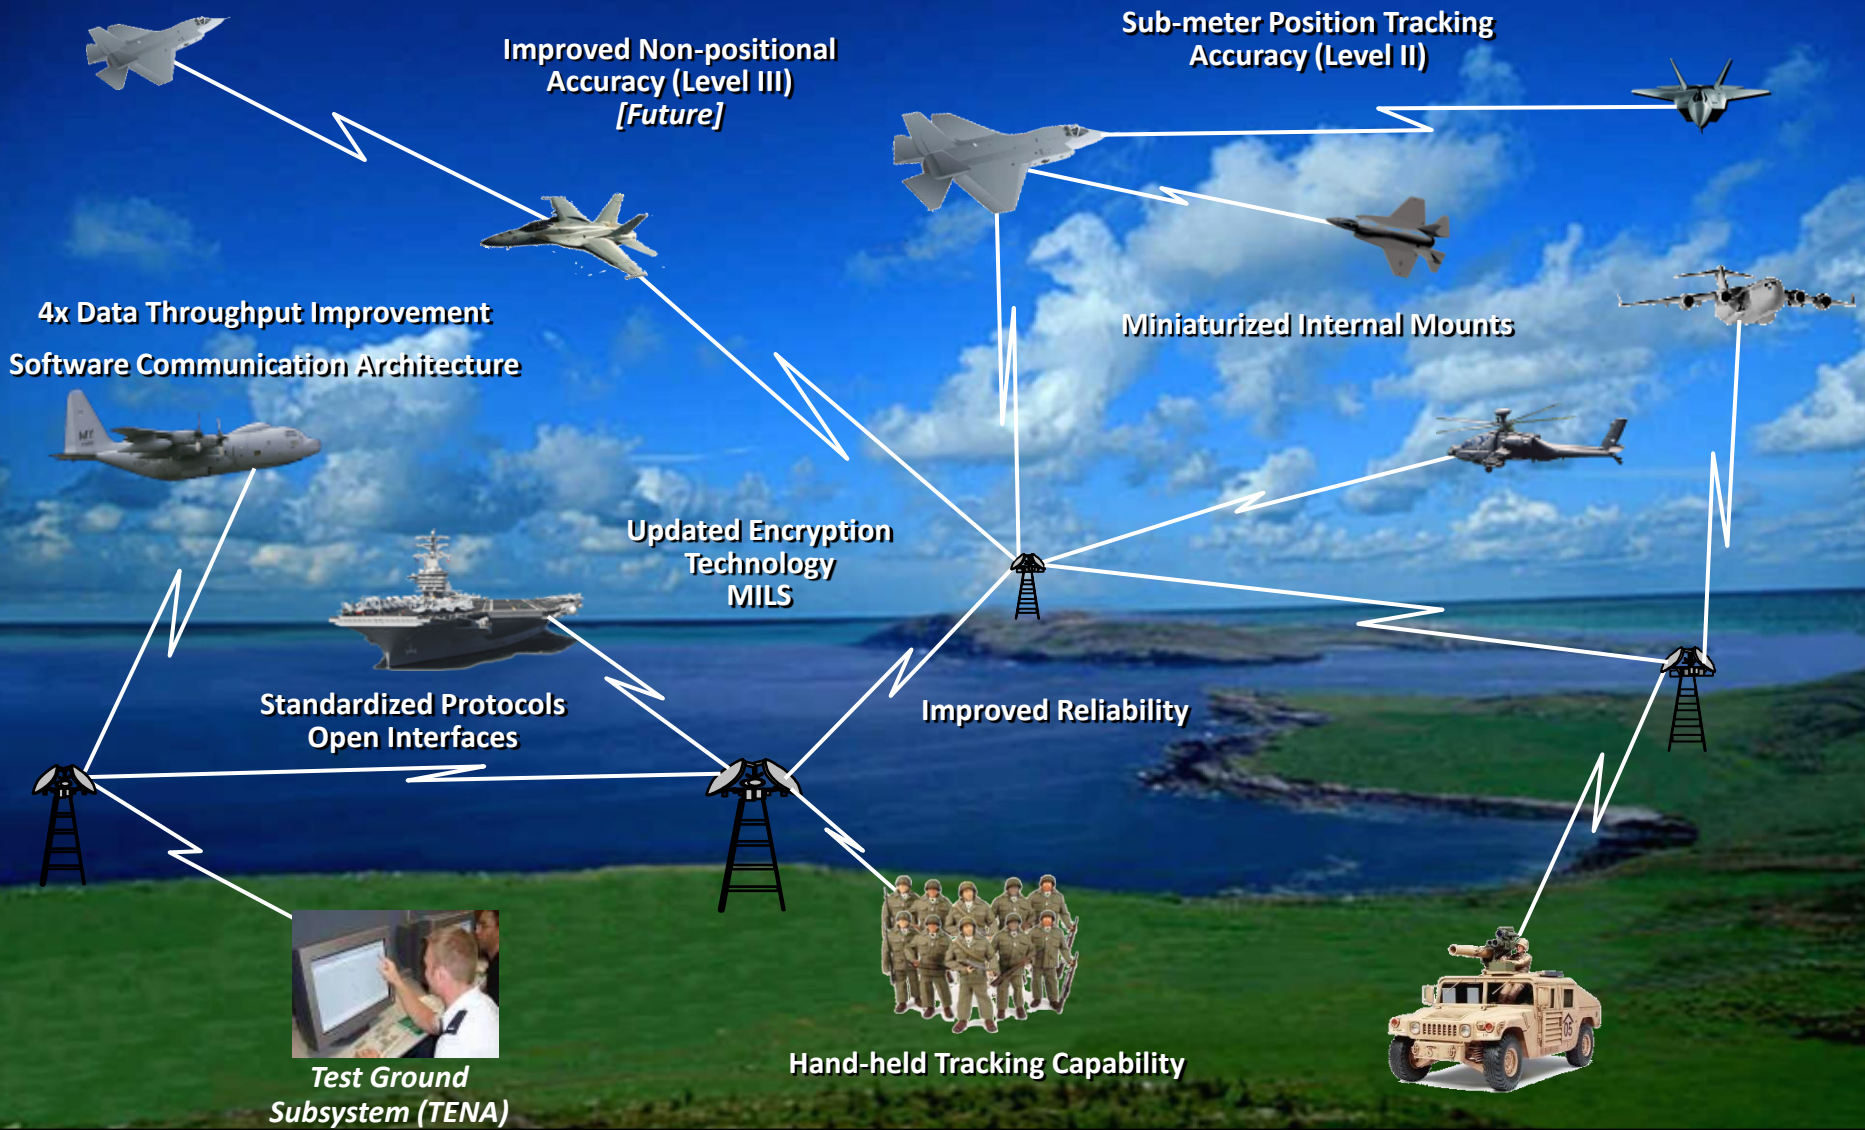 Improved Non-positional
Accuracy (Level III)
[Future]
Sub-meter Position Tracking
Accuracy (Level II)
4x Data Throughput Improvement
Software Communication Architecture
Miniaturized Internal Mounts
Updated Encryption
Technology
MILS
Standardized Protocols
Open Interfaces
Improved Reliability
Hand-held Tracking Capability
Test Ground
Subsystem (TENA)